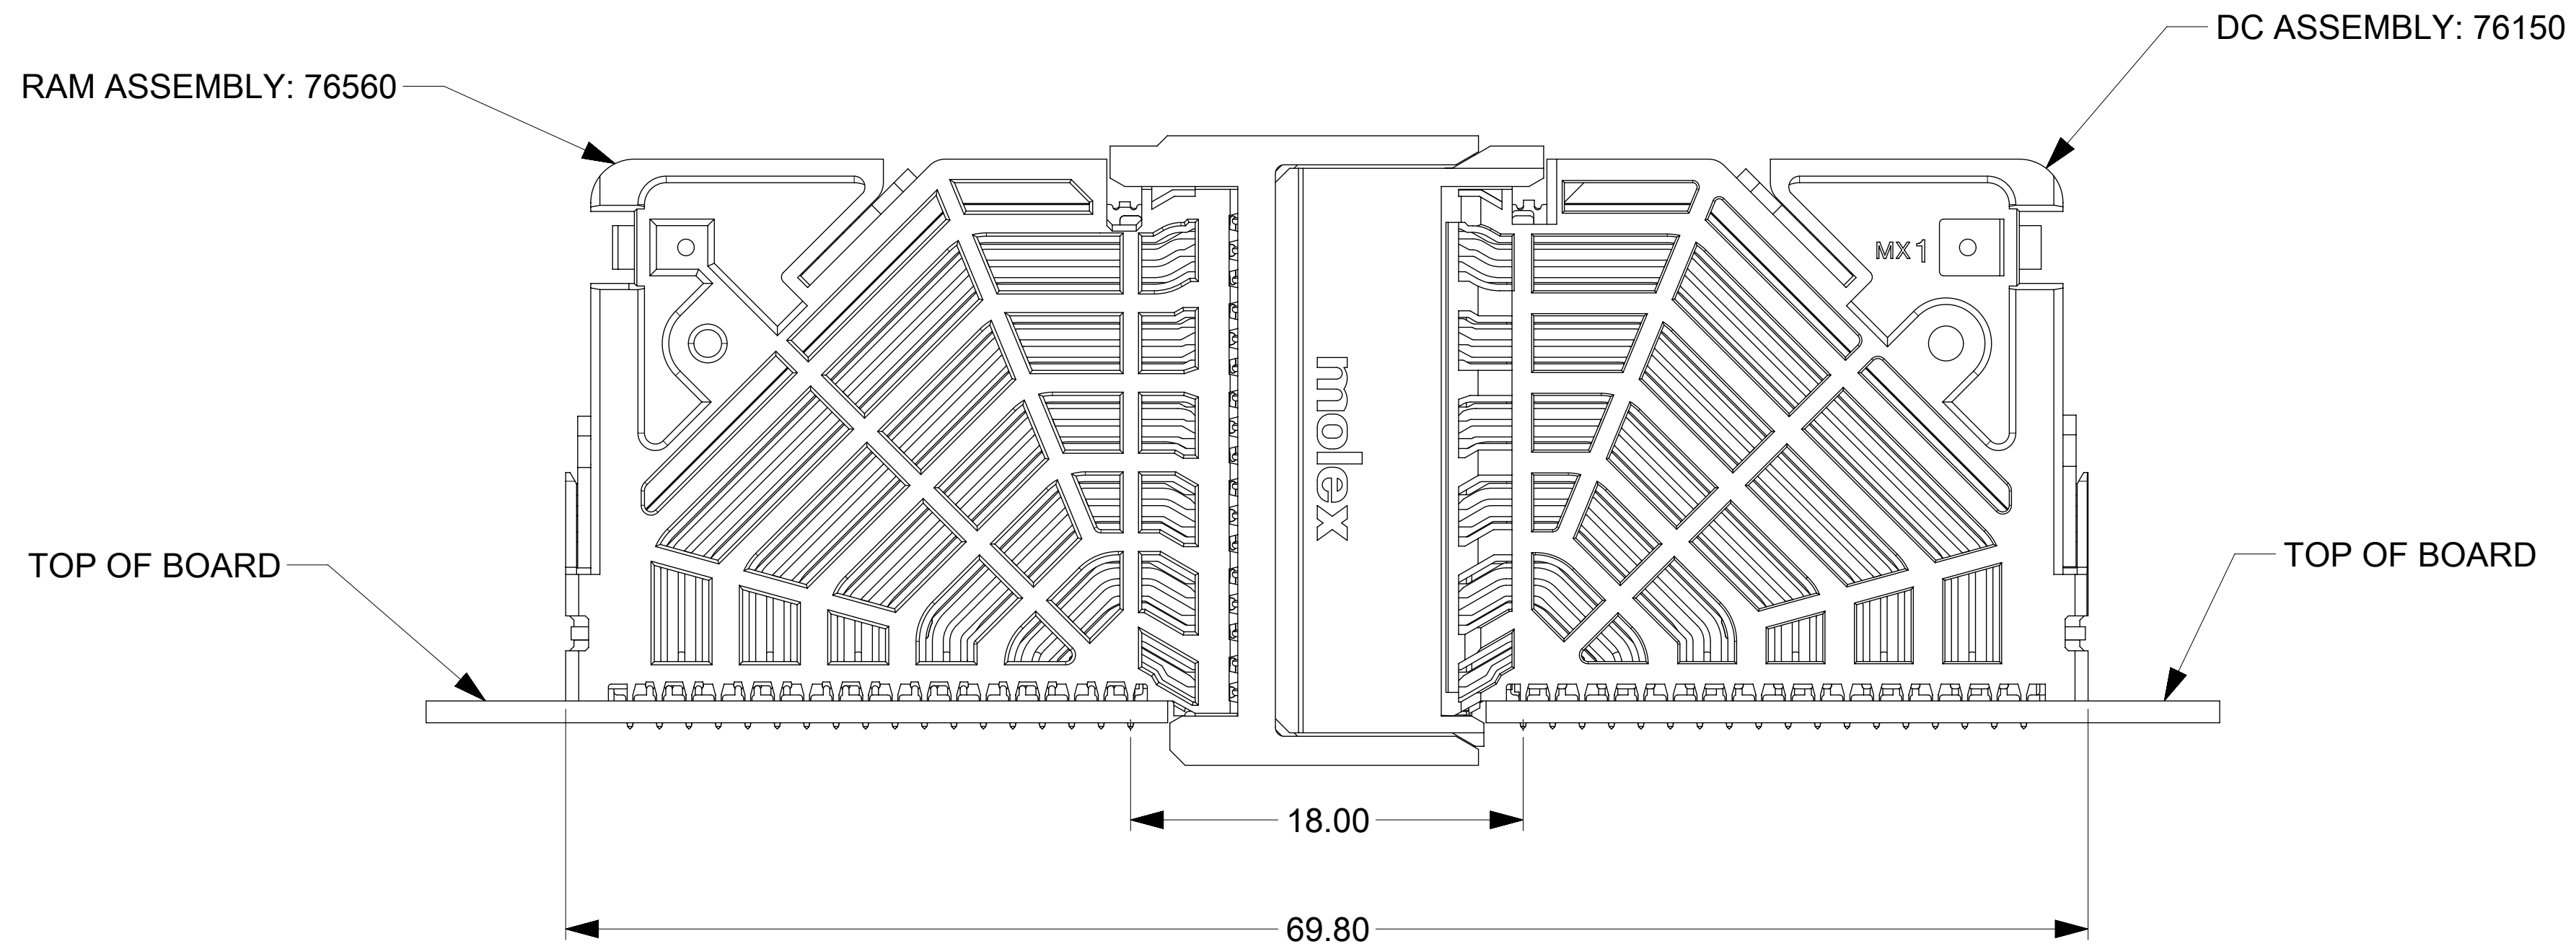 DC ASSEMBLY: 76150
RAM ASSEMBLY: 76560
MX1
molex
TOP OF BOARD
TOP OF BOARD
18.00
69.80